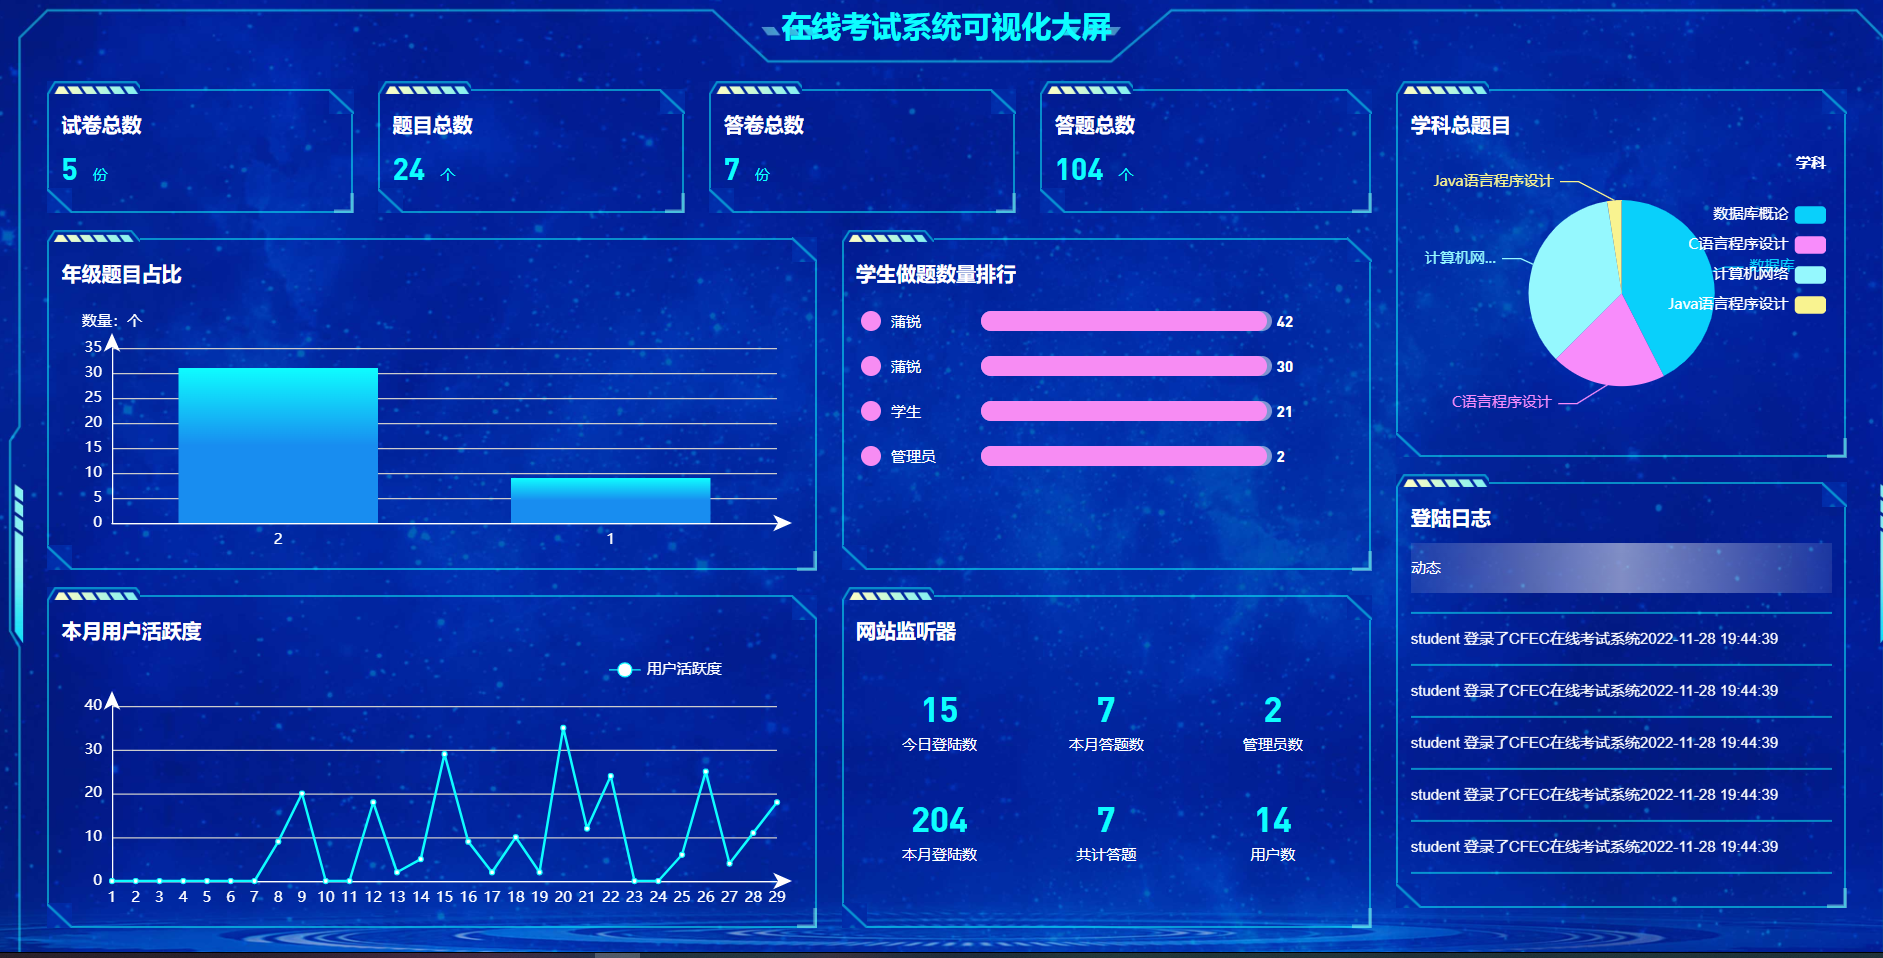 在线考试系统可视化大屏
试卷总数
5 份
题目总数
24 个
答卷总数
7 份
答题总数
104 个
学科总题目
学科
数据库概论
C语言程序设计
计算机网络
Java语言程序设计
Java语言程序设计
计算机网...
数据库
C语言程序设计
年级题目占比
数量：个
35
30
25
20
15
10
5
0
2 1
学生做题数量排行
蒲锐 42
蒲锐 30
学生 21
管理员 2
登陆日志
动态
student 登录了CFEC在线考试系统2022-11-28 19:44:39
student 登录了CFEC在线考试系统2022-11-28 19:44:39
student 登录了CFEC在线考试系统2022-11-28 19:44:39
student 登录了CFEC在线考试系统2022-11-28 19:44:39
student 登录了CFEC在线考试系统2022-11-28 19:44:39
本月用户活跃度
用户活跃度
40
30
20
10
0
1 2 3 4 5 6 7 8 9 10 11 12 13 14 15 16 17 18 19 20 21 22 23 24 25 26 27 28 29
网站监听器
15 7 2
今日登陆数 本月答题数 管理员数
204 7 14
本月登陆数 共计答题 用户数